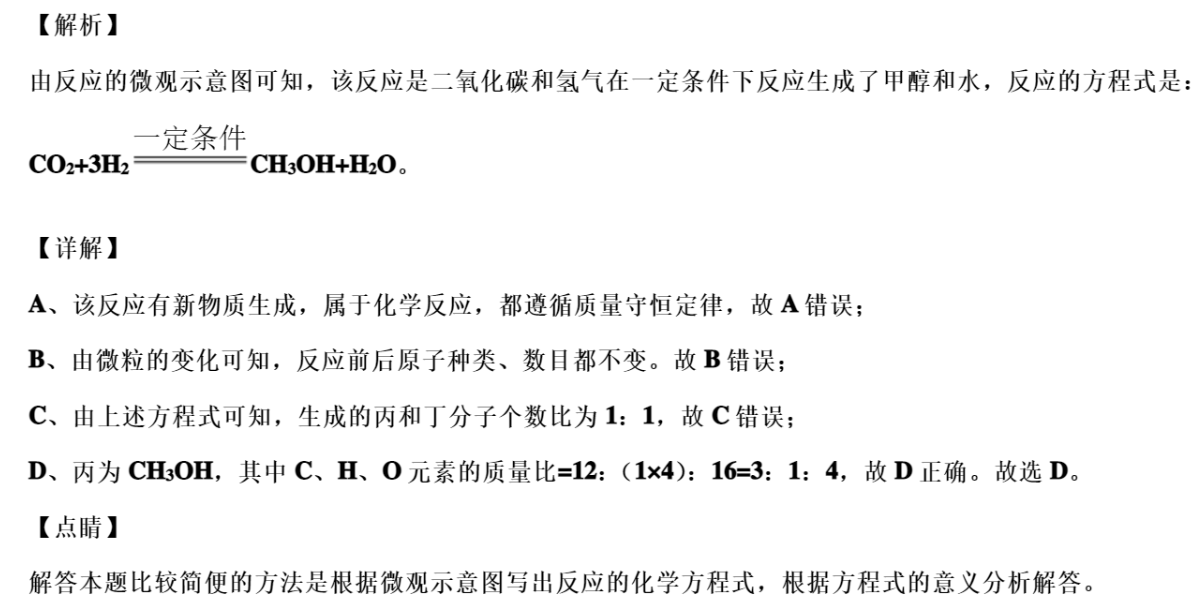 【解析】
由反应的微观示意图可知，该反应是二氧化碳和氢气在一定条件下反应生成了甲醇和水，反应的方程式是：
一定条件
CO₂+3H₂ ═══ CH₃OH+H₂O。
【详解】
A、该反应有新物质生成，属于化学反应，都遵循质量守恒定律，故 A 错误；
B、由微粒的变化可知，反应前后原子种类、数目都不变。故 B 错误；
C、由上述方程式可知，生成的丙和丁分子个数比为 1：1，故 C 错误；
D、丙为 CH₃OH，其中 C、H、O 元素的质量比=12：（1×4）：16=3：1：4，故 D 正确。故选 D。
【点睛】
解答本题比较简便的方法是根据微观示意图写出反应的化学方程式，根据方程式的意义分析解答。